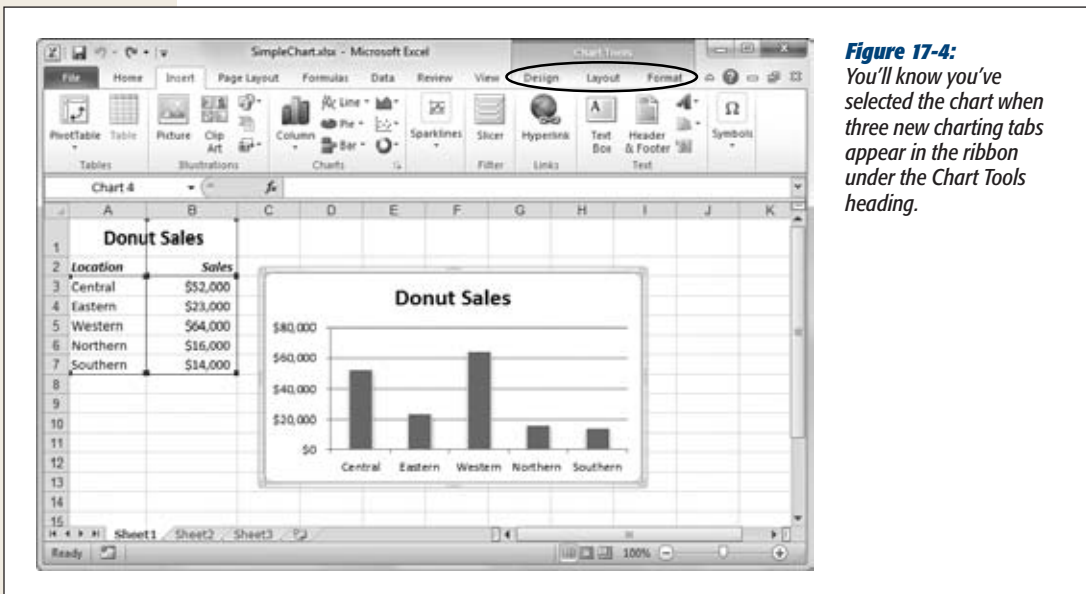 SimpleChart.xlsx - Microsoft Excel
Chart Tools
File Home Insert Page Layout Formulas Data Review View Design Layout Format
PivotTable Table Picture Clip Art Column Line Pie Bar Sparklines Slicer Hyperlink Text Box Header & Footer Symbols
Tables Illustrations Charts Filter Links Text
Chart 4 fx
A B C D E F G H I J K
1 Donut Sales
2 Location Sales
3 Central $52,000
4 Eastern $23,000
5 Western $64,000
6 Northern $16,000
7 Southern $14,000
8
9
10
11
12
13
14
15
Donut Sales
$80,000
$60,000
$40,000
$20,000
$0
Central Eastern Western Northern Southern
Sheet1 Sheet2 Sheet3
Ready 100%
Figure 17-4:
You'll know you've
selected the chart when
three new charting tabs
appear in the ribbon
under the Chart Tools
heading.